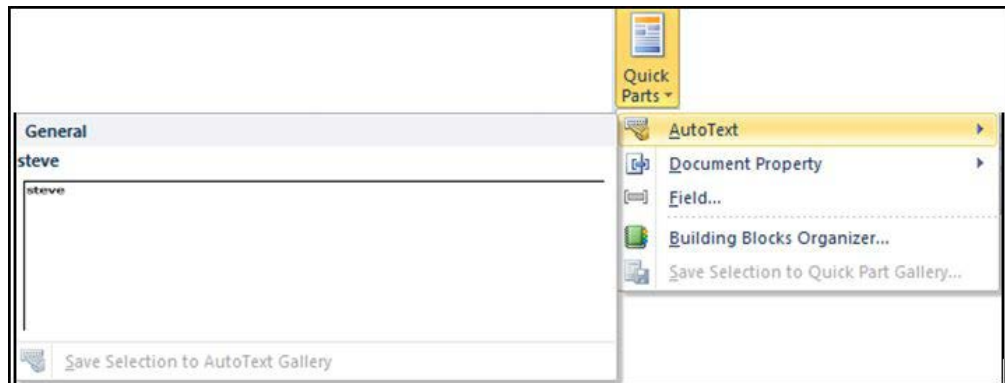 Quick
Parts
General
steve
steve
Save Selection to AutoText Gallery
AutoText
Document Property
Field...
Building Blocks Organizer...
Save Selection to Quick Part Gallery...